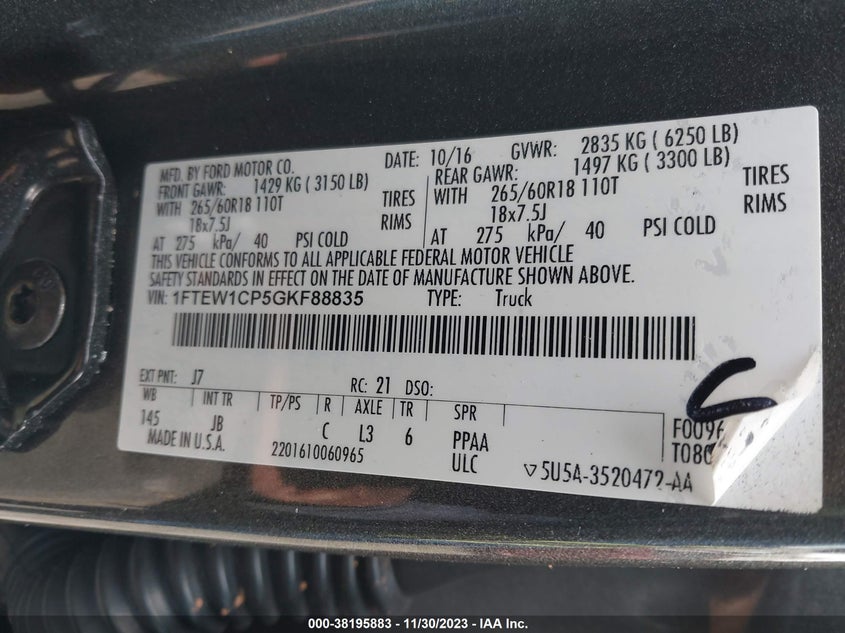 MFD. BY FORD MOTOR CO. DATE: 10/16 GVWR: 2835 KG ( 6250 LB)
FRONT GAWR: 1429 KG ( 3150 LB) REAR GAWR: 1497 KG ( 3300 LB)
WITH 265/60R18 110T TIRES WITH 265/60R18 110T TIRES
18x7.5J RIMS 18x7.5J RIMS
AT 275 kPa/ 40 PSI COLD AT 275 kPa/ 40 PSI COLD
THIS VEHICLE CONFORMS TO ALL APPLICABLE FEDERAL MOTOR VEHICLE
SAFETY STANDARDS IN EFFECT ON THE DATE OF MANUFACTURE SHOWN ABOVE.
VIN: 1FTEW1CP5GKF88835 TYPE: Truck
EXT PNT: J7 RC: 21 DSO:
WB INT TR TP/PS R AXLE TR SPR
145 JB C L3 6 PPAA F0096
MADE IN U.S.A. 2201610060965 ULC ▽5U5A-3520472-AA
000-38195883 - 11/30/2023 - IAA Inc.